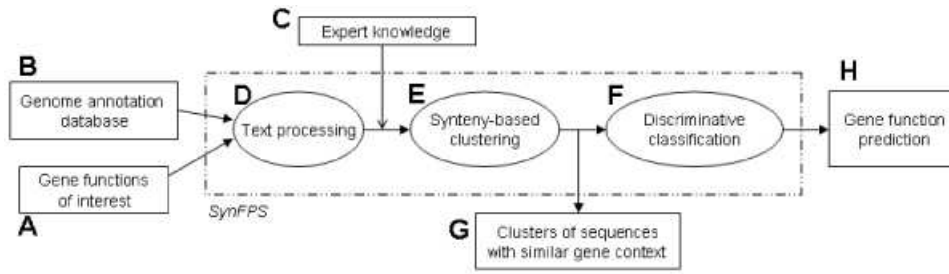 C
Expert knowledge
B
Genome annotation
database
D
Text processing
E
Synteny-based
clustering
F
Discriminative
classification
H
Gene function
prediction
Gene functions
of interest
A
SynFPS
G
Clusters of sequences
with similar gene context